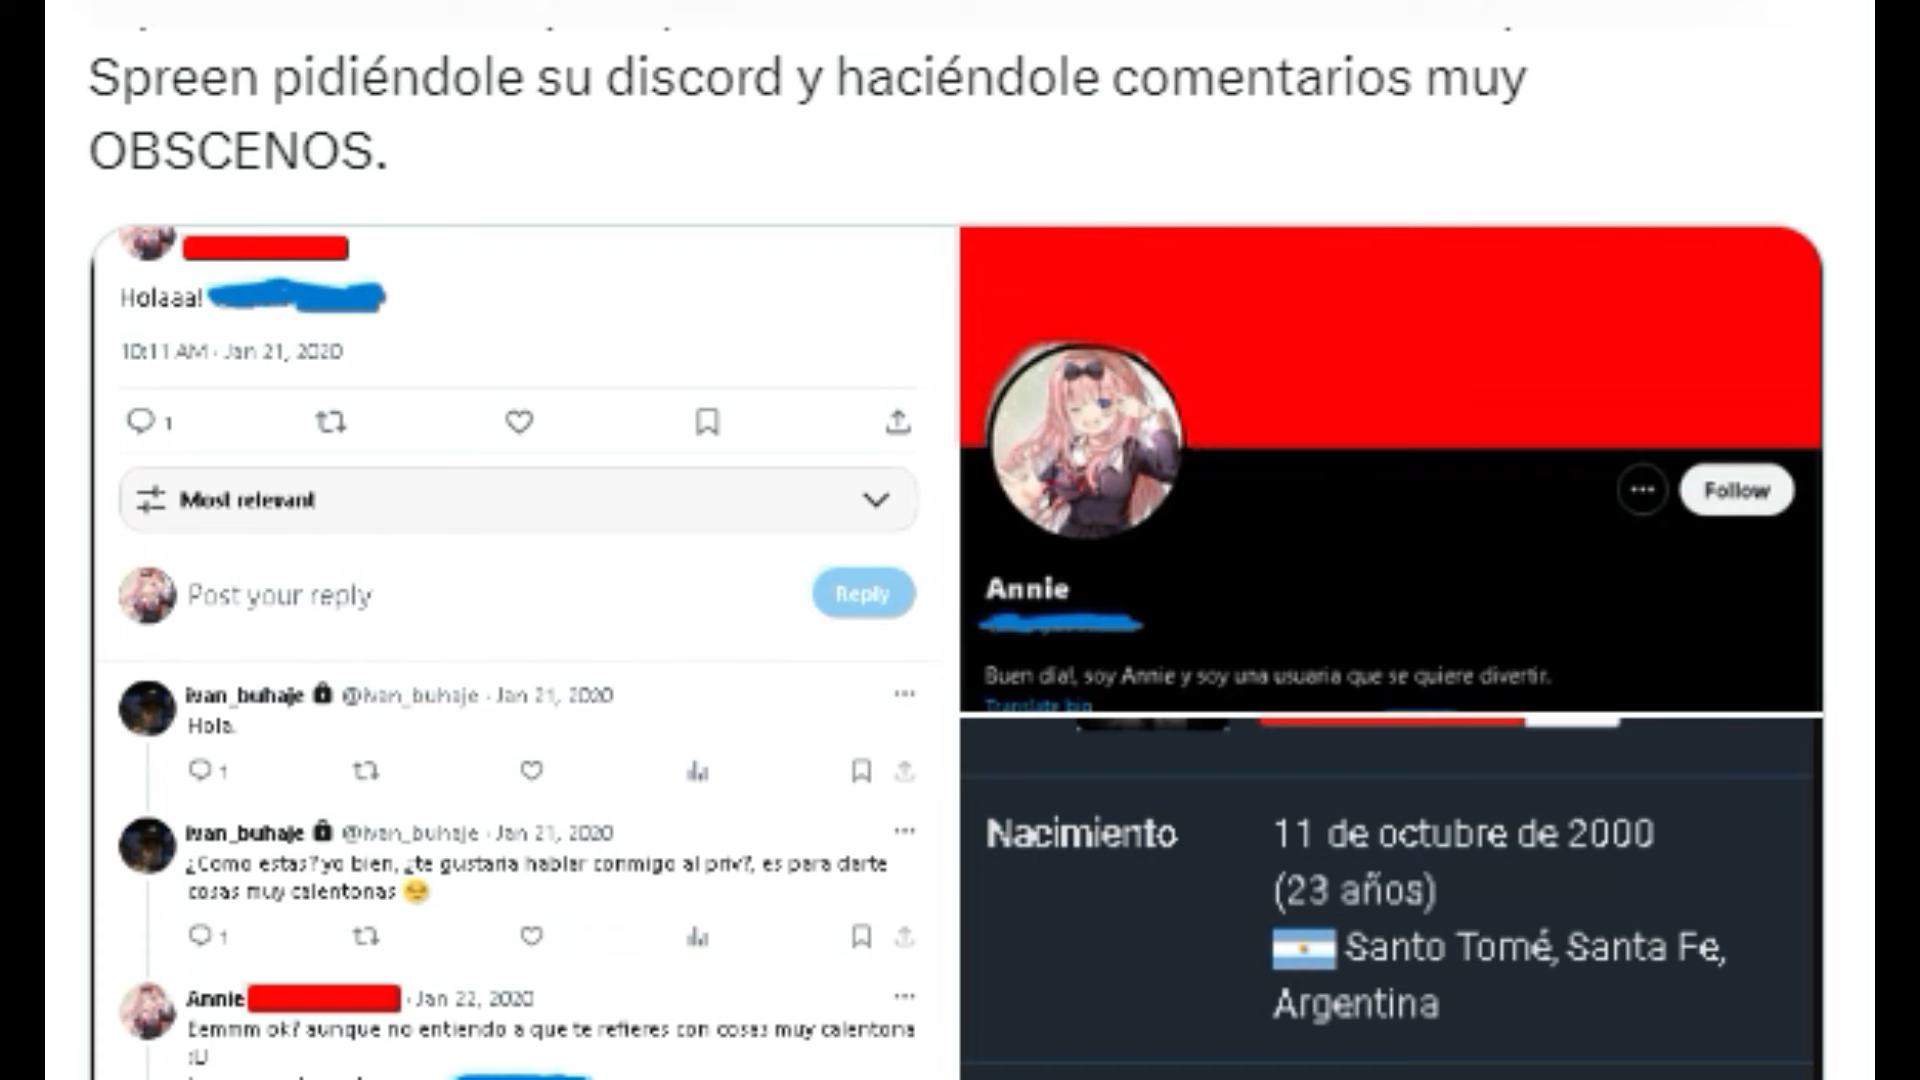 Spreen pidiéndole su discord y haciéndole comentarios muy
OBSCENOS.
Holaaa!
10:11 AM · Jan 21, 2020
1
Most relevant
Post your reply
Reply
ivan_buhaje @ivan_buhaje · Jan 21, 2020
Hola.
1
ivan_buhaje @ivan_buhaje · Jan 21, 2020
¿Como estas? yo bien, ¿te gustaria hablar conmigo al priv?, es para darte
cosas muy calentonas
1
Annie · Jan 22, 2020
Eemmm ok? aunque no entiendo a que te refieres con cosas muy calentona
:U
Follow
Annie
Buen día!, soy Annie y soy una usuaria que se quiere divertir.
Translate bio
Nacimiento
11 de octubre de 2000
(23 años)
Santo Tomé, Santa Fe,
Argentina